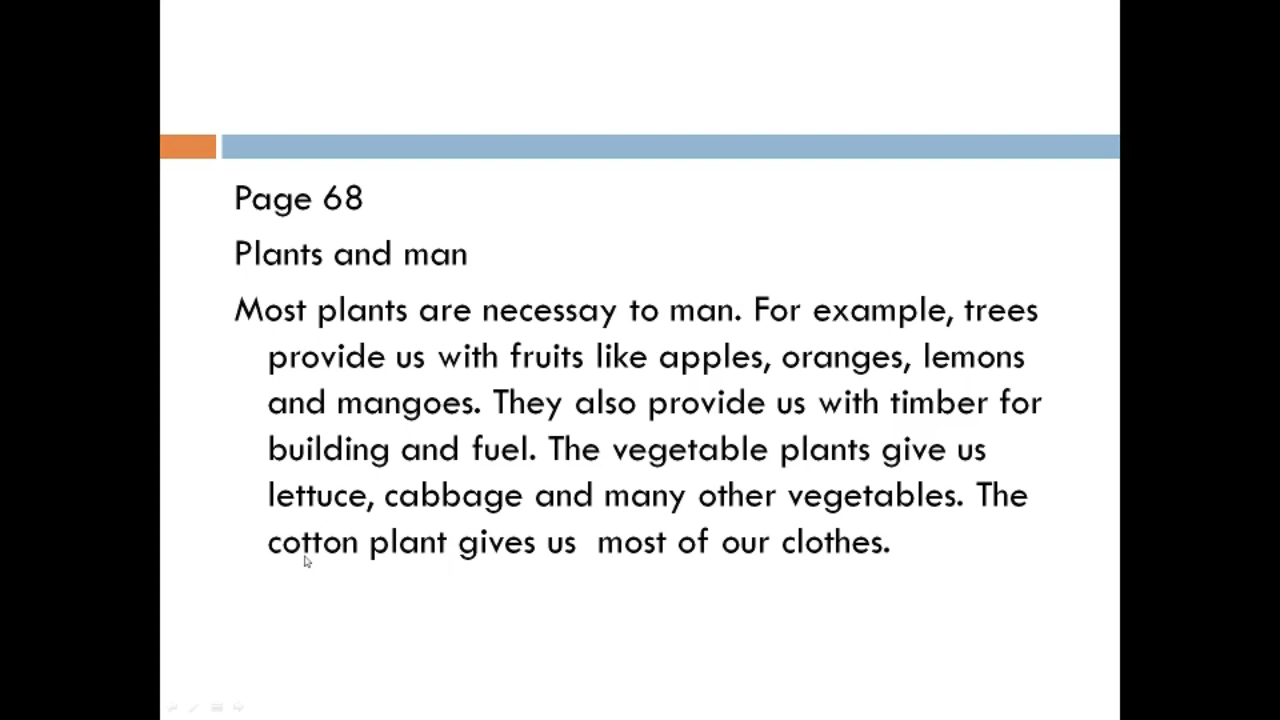 Page 68
Plants and man
Most plants are necessay to man. For example, trees
provide us with fruits like apples, oranges, lemons
and mangoes. They also provide us with timber for
building and fuel. The vegetable plants give us
lettuce, cabbage and many other vegetables. The
cotton plant gives us  most of our clothes.